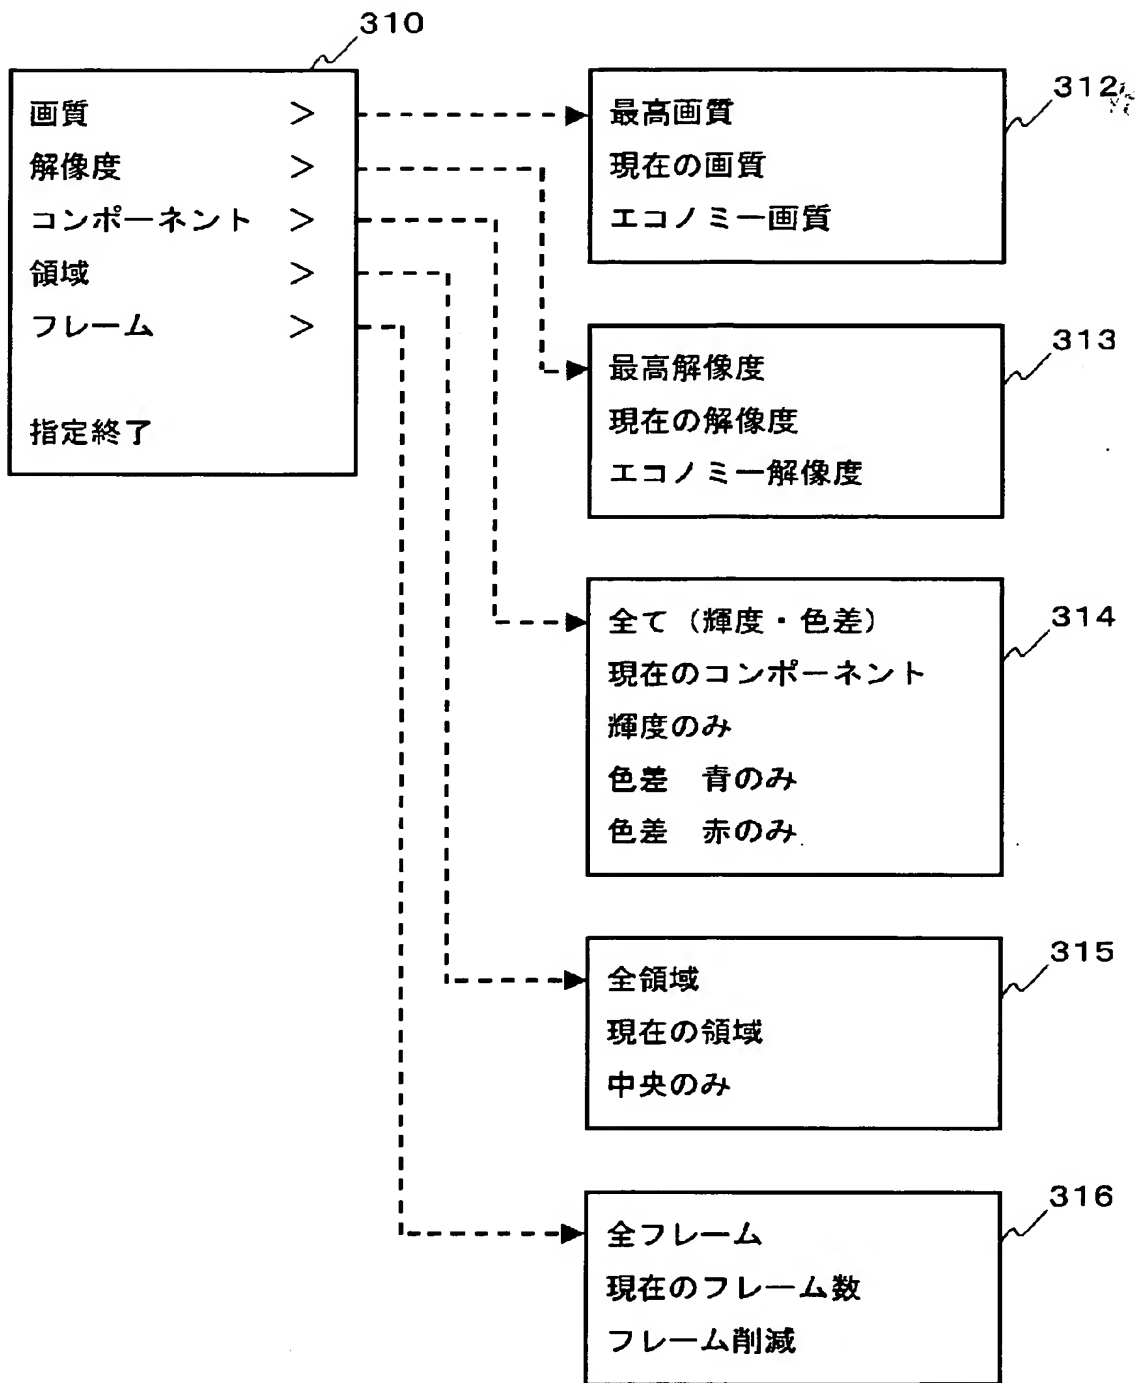 310
画質 >
解像度 >
コンポーネント >
領域 >
フレーム >
指定終了
312
最高画質
現在の画質
エコノミー画質
313
最高解像度
現在の解像度
エコノミー解像度
314
全て（輝度・色差）
現在のコンポーネント
輝度のみ
色差　青のみ
色差　赤のみ
315
全領域
現在の領域
中央のみ
316
全フレーム
現在のフレーム数
フレーム削減